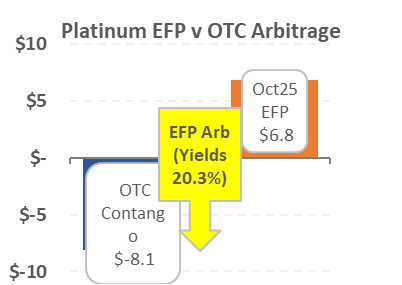 Platinum EFP v OTC Arbitrage
$10
$5
$-
$-5
$-10
Oct25
EFP
$6.8
EFP Arb
(Yields
20.3%)
OTC
Contang
o
$-8.1